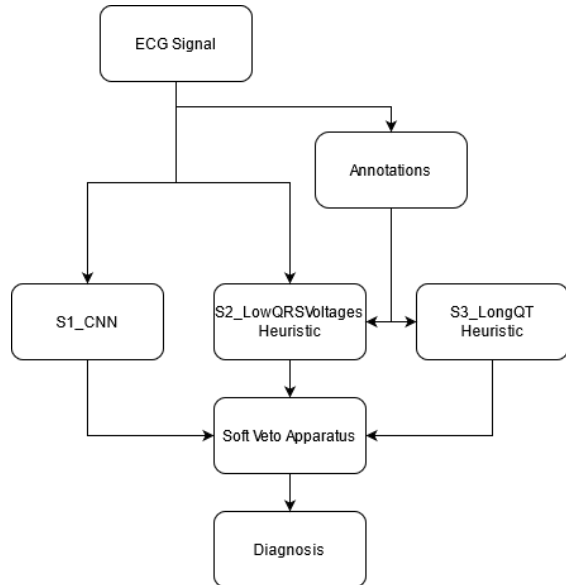 ECG Signal
Annotations
S1_CNN
S2_LowQRSVoltages
Heuristic
S3_LongQT
Heuristic
Soft Veto Apparatus
Diagnosis